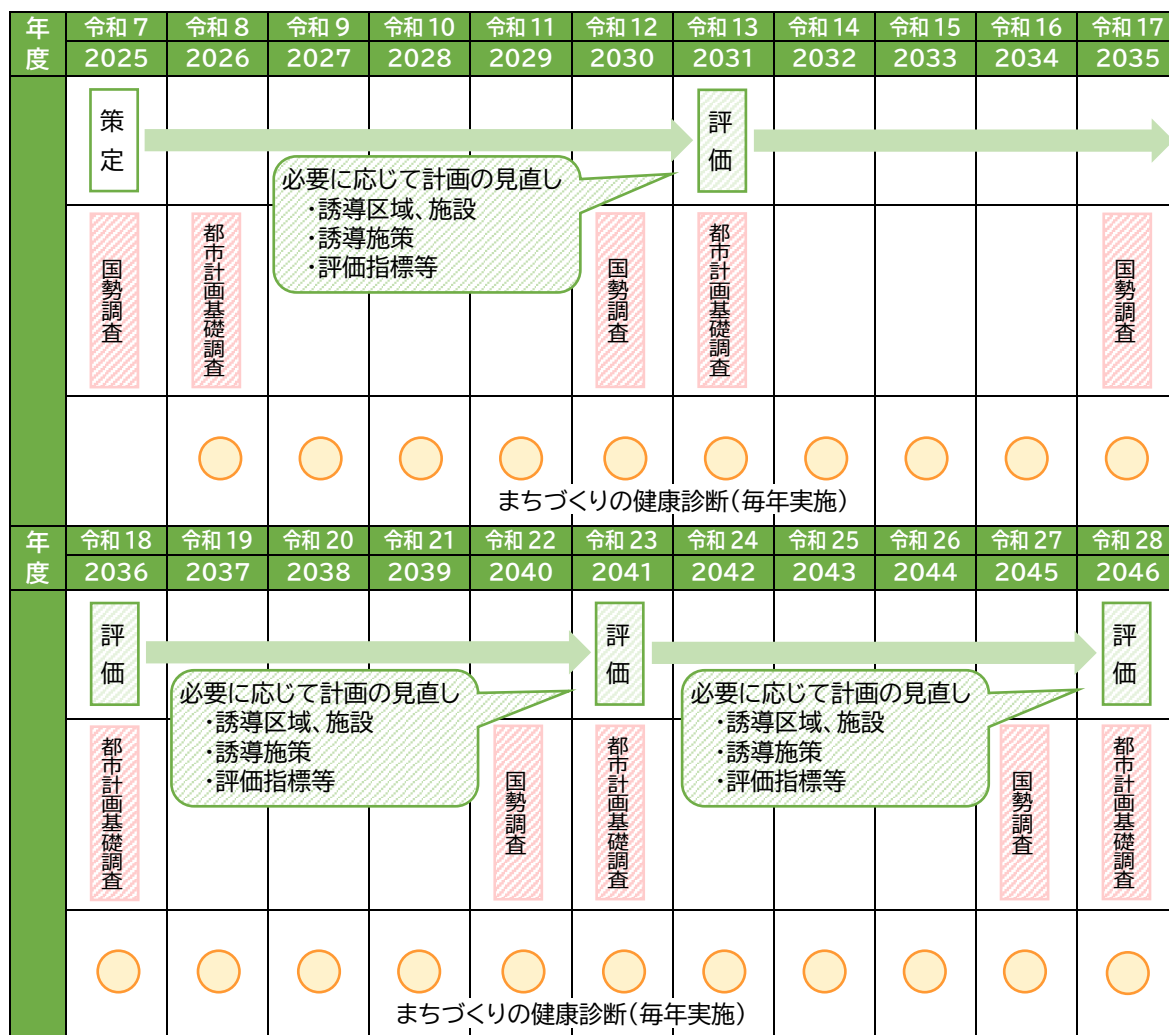 年度 令和7 令和8 令和9 令和10 令和11 令和12 令和13 令和14 令和15 令和16 令和17
2025 2026 2027 2028 2029 2030 2031 2032 2033 2034 2035
策定
評価
必要に応じて計画の見直し
・誘導区域、施設
・誘導施策
・評価指標等
国勢調査
都市計画基礎調査
国勢調査
都市計画基礎調査
国勢調査
まちづくりの健康診断(毎年実施)
年度 令和18 令和19 令和20 令和21 令和22 令和23 令和24 令和25 令和26 令和27 令和28
2036 2037 2038 2039 2040 2041 2042 2043 2044 2045 2046
評価
評価
評価
必要に応じて計画の見直し
・誘導区域、施設
・誘導施策
・評価指標等
必要に応じて計画の見直し
・誘導区域、施設
・誘導施策
・評価指標等
都市計画基礎調査
国勢調査
都市計画基礎調査
国勢調査
都市計画基礎調査
まちづくりの健康診断(毎年実施)